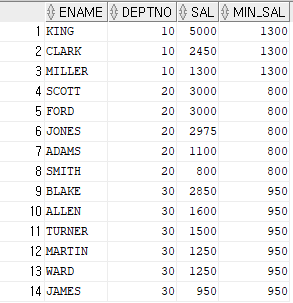 ENAME DEPTNO SAL MIN_SAL
1 KING 10 5000 1300
2 CLARK 10 2450 1300
3 MILLER 10 1300 1300
4 SCOTT 20 3000 800
5 FORD 20 3000 800
6 JONES 20 2975 800
7 ADAMS 20 1100 800
8 SMITH 20 800 800
9 BLAKE 30 2850 950
10 ALLEN 30 1600 950
11 TURNER 30 1500 950
12 MARTIN 30 1250 950
13 WARD 30 1250 950
14 JAMES 30 950 950